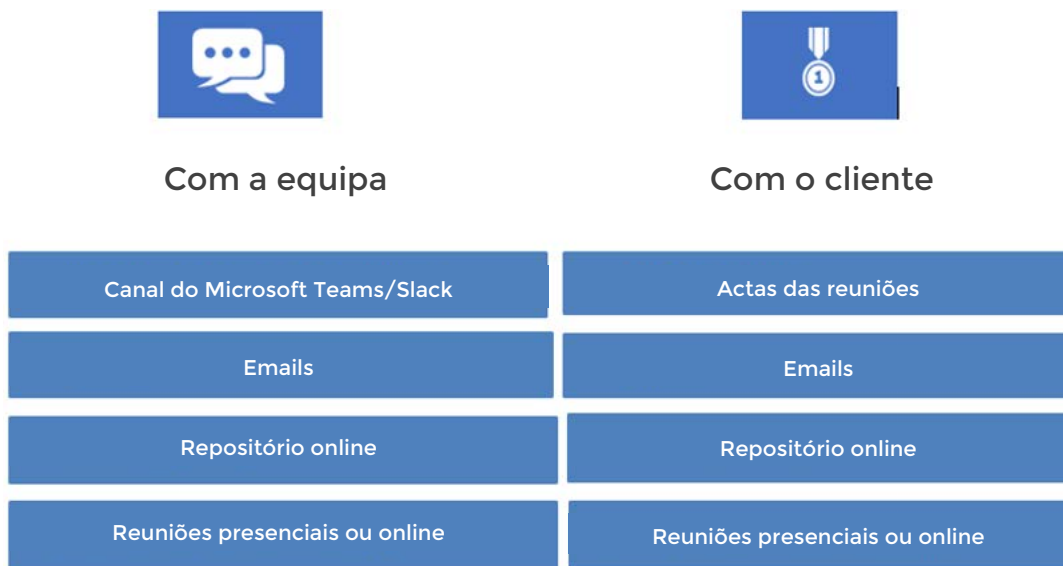 1
Com a equipa
Com o cliente
Canal do Microsoft Teams/Slack
Actas das reuniões
Emails
Emails
Repositório online
Repositório online
Reuniões presenciais ou online
Reuniões presenciais ou online